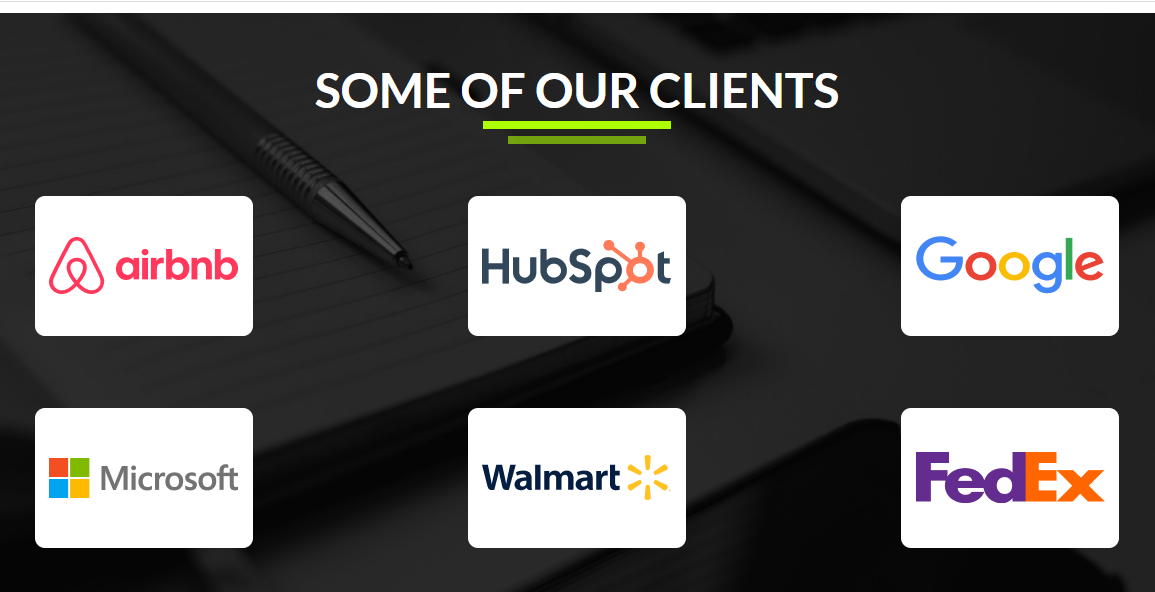 SOME OF OUR CLIENTS
airbnb
HubSpot
Google
Microsoft
Walmart
FedEx